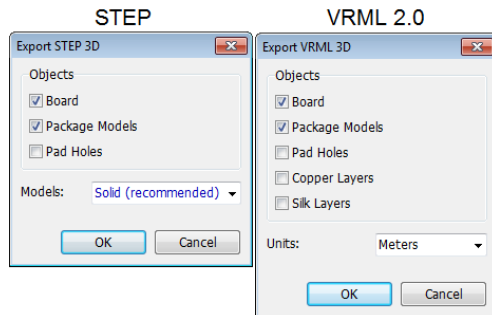 STEP
Export STEP 3D
Objects
Board
Package Models
Pad Holes
Models: Solid (recommended)
OK Cancel
VRML 2.0
Export VRML 3D
Objects
Board
Package Models
Pad Holes
Copper Layers
Silk Layers
Units: Meters
OK Cancel